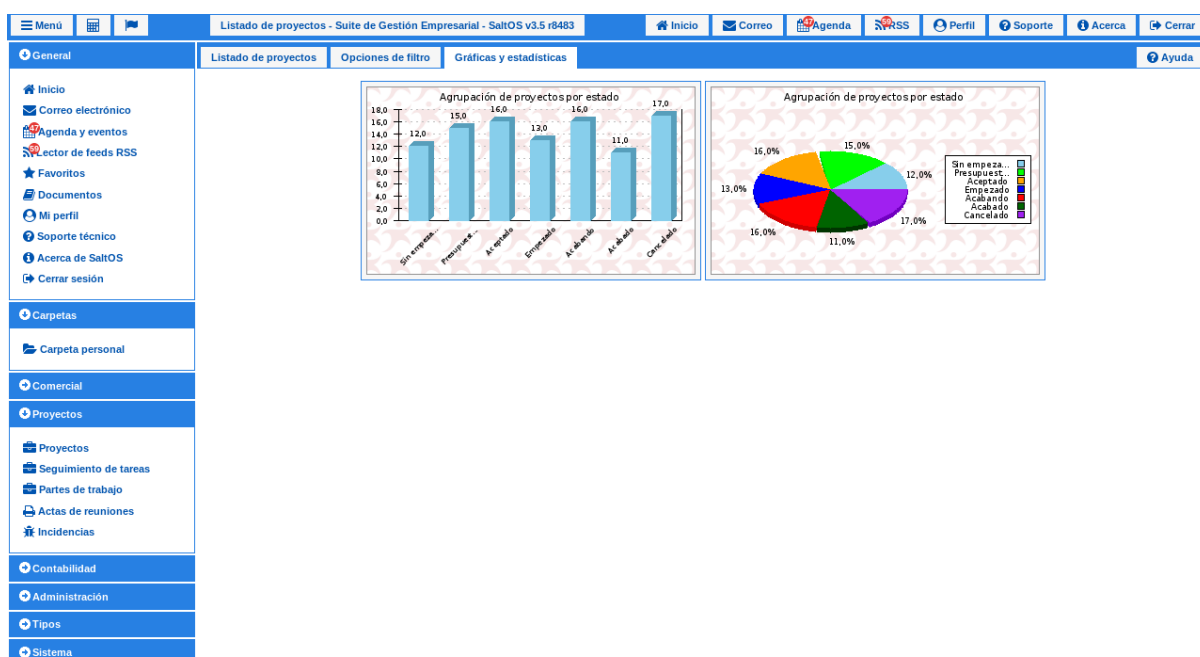 Menú
Listado de proyectos - Suite de Gestión Empresarial - SaltOS v3.5 r8483
Inicio
Correo
47
Agenda
59
RSS
Perfil
Soporte
Acerca
Cerrar
General
Inicio
Correo electrónico
47
Agenda y eventos
59
Lector de feeds RSS
Favoritos
Documentos
Mi perfil
Soporte técnico
Acerca de SaltOS
Cerrar sesión
Carpetas
Carpeta personal
Comercial
Proyectos
Proyectos
Seguimiento de tareas
Partes de trabajo
Actas de reuniones
Incidencias
Contabilidad
Administración
Tipos
Sistema
Listado de proyectos
Opciones de filtro
Gráficas y estadísticas
Ayuda
Agrupación de proyectos por estado
18,0
16,0
14,0
12,0
10,0
8,0
6,0
4,0
2,0
0,0
12,0
15,0
16,0
13,0
16,0
11,0
17,0
Sin empeza...
Presupues...
Aceptado
Empezado
Acabando
Acabado
Cancelado
Agrupación de proyectos por estado
16,0%
15,0%
12,0%
13,0%
16,0%
11,0%
17,0%
Sin empeza...
Presupuest...
Aceptado
Empezado
Acabando
Acabado
Cancelado